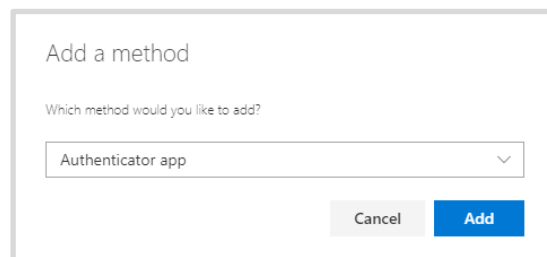 Add a method
Which method would you like to add?
Authenticator app
Cancel Add